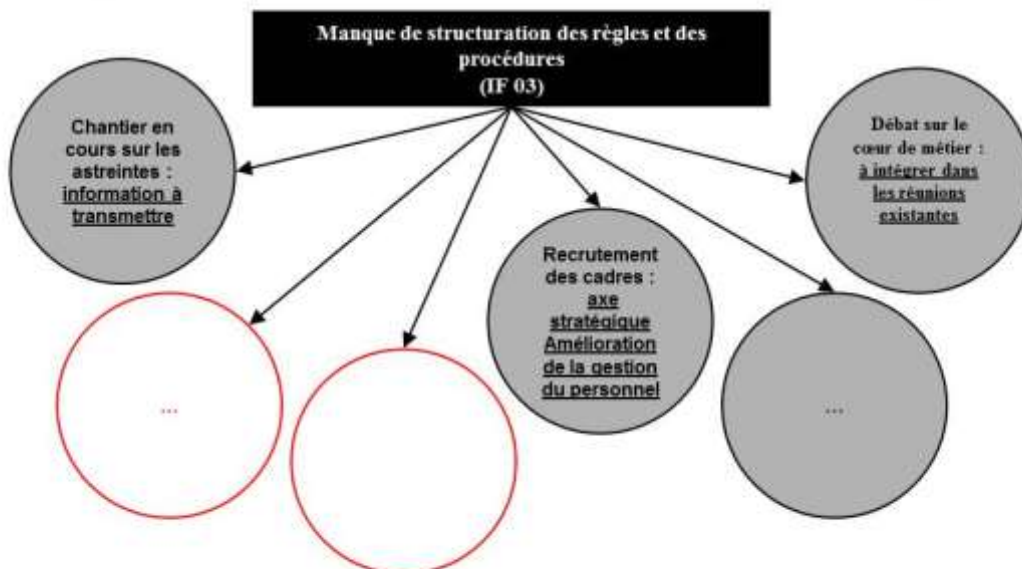 Manque de structuration des règles et des
procédures
(IF 03)
Chantier en
cours sur les
astreintes :
information à
transmettre
Débat sur le
cœur de métier :
à intégrer dans
les réunions
existantes
Recrutement
des cadres :
axe
stratégique
Amélioration
de la gestion
du personnel
...
...